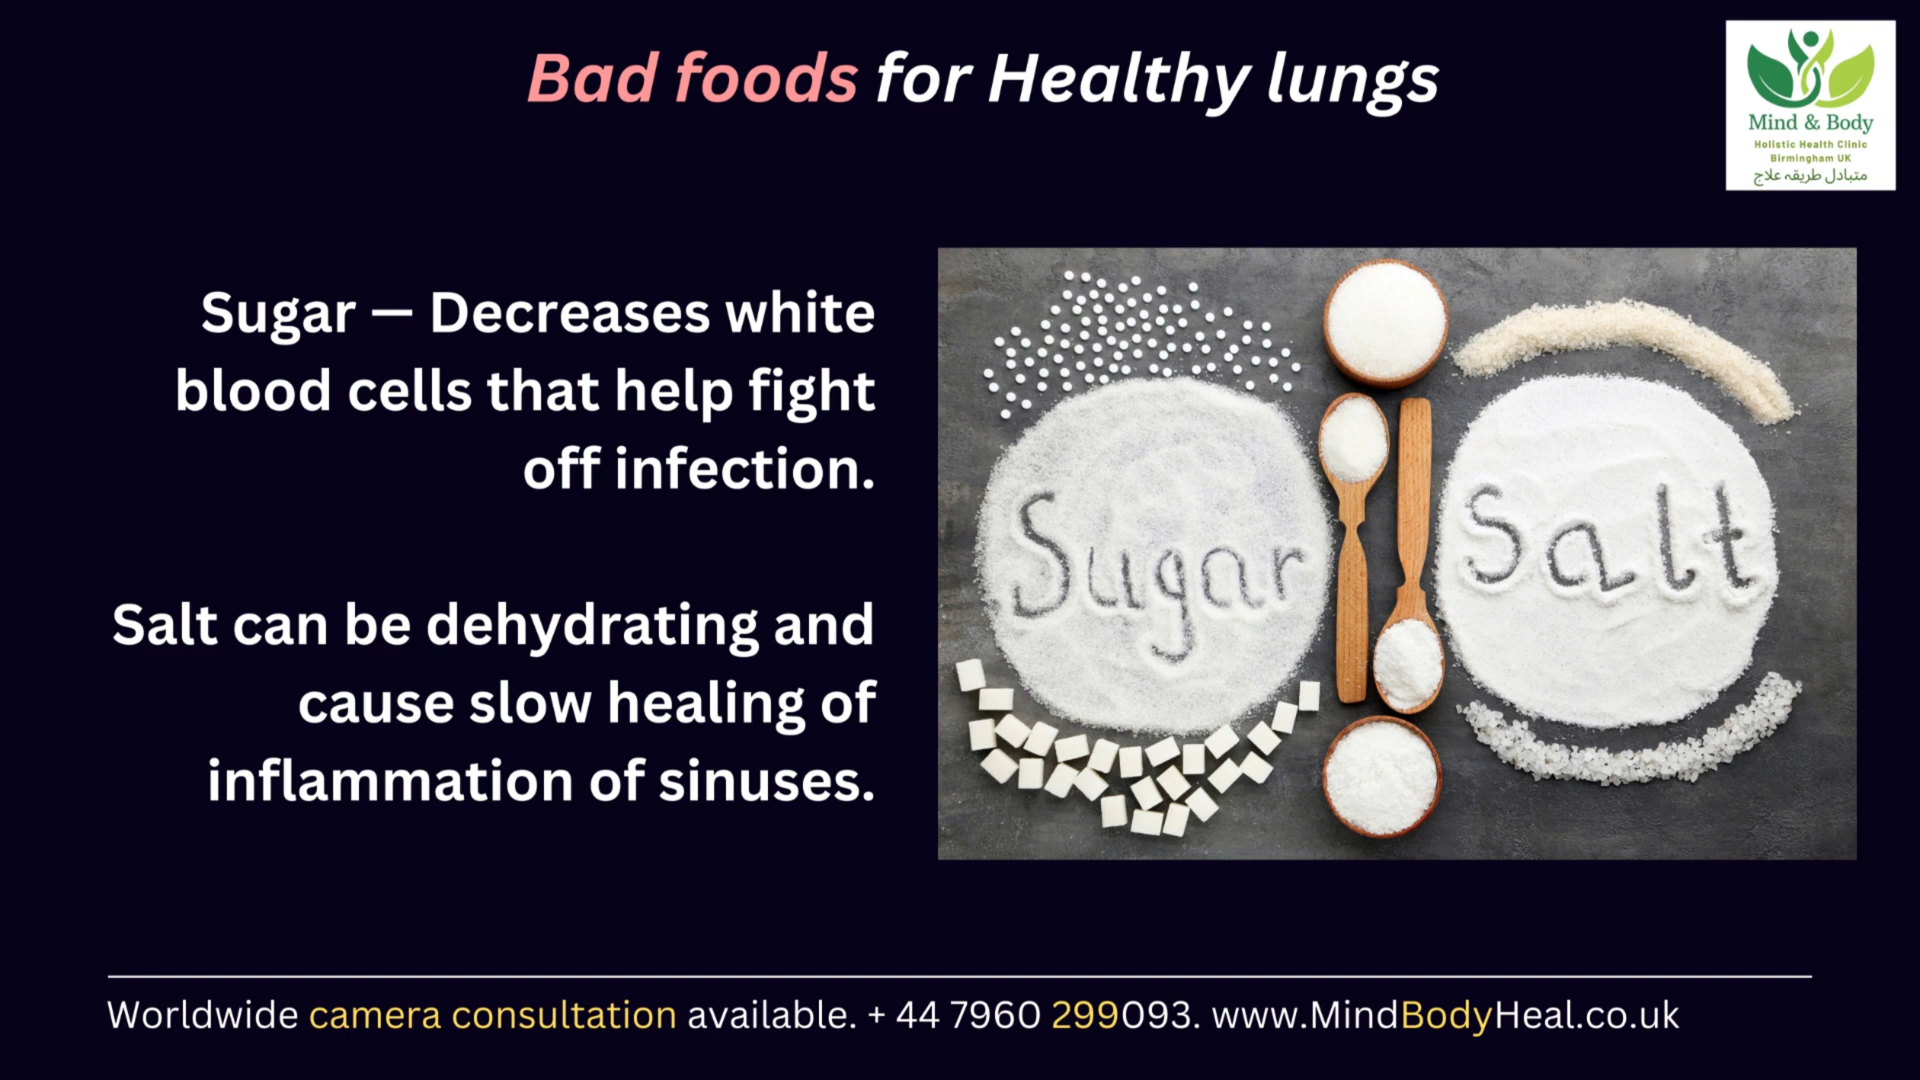 Bad foods for Healthy lungs
Mind & Body
Holistic Health Clinic
Birmingham UK
متبادل طریقہ علاج
Sugar — Decreases white
blood cells that help fight
off infection.
Salt can be dehydrating and
cause slow healing of
inflammation of sinuses.
Sugar
Salt
Worldwide camera consultation available. + 44 7960 299093. www.MindBodyHeal.co.uk